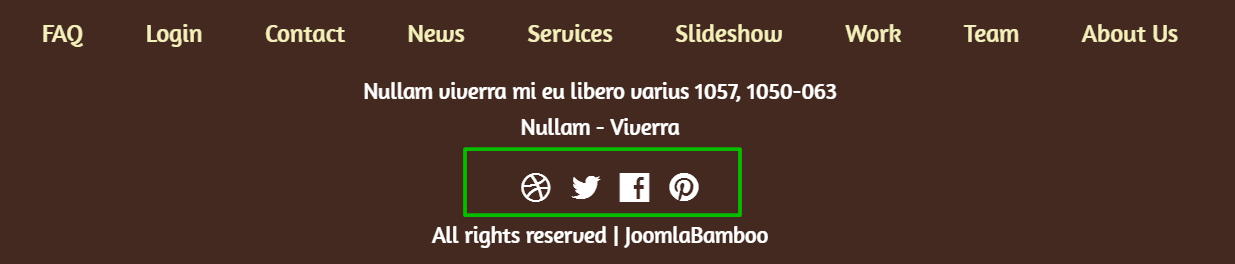 FAQ Login Contact News Services Slideshow Work Team About Us
Nullam viverra mi eu libero varius 1057, 1050-063
Nullam - Viverra
All rights reserved | JoomlaBamboo